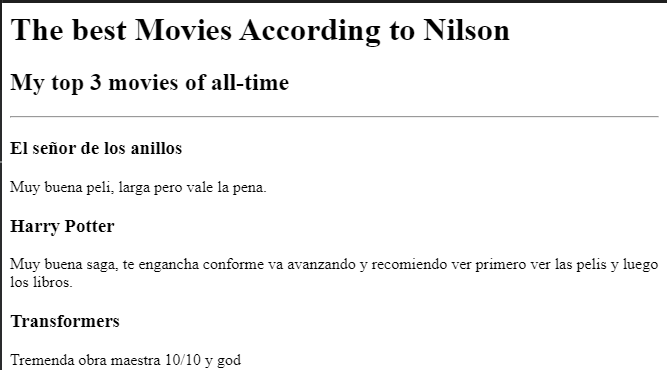 The best Movies According to Nilson
My top 3 movies of all-time
El señor de los anillos
Muy buena peli, larga pero vale la pena.
Harry Potter
Muy buena saga, te engancha conforme va avanzando y recomiendo ver primero ver las pelis y luego
los libros.
Transformers
Tremenda obra maestra 10/10 y god